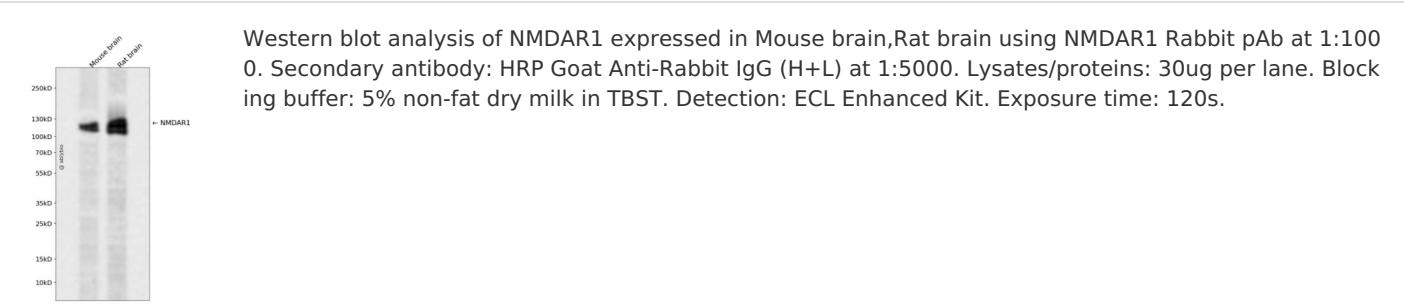 Mouse brain
Rat brain
Western blot analysis of NMDAR1 expressed in Mouse brain,Rat brain using NMDAR1 Rabbit pAb at 1:100
0. Secondary antibody: HRP Goat Anti-Rabbit IgG (H+L) at 1:5000. Lysates/proteins: 30ug per lane. Block
ing buffer: 5% non-fat dry milk in TBST. Detection: ECL Enhanced Kit. Exposure time: 120s.
250kD
130kD
← NMDAR1
100kD
70kD
55kD
35kD
25kD
15kD
10kD